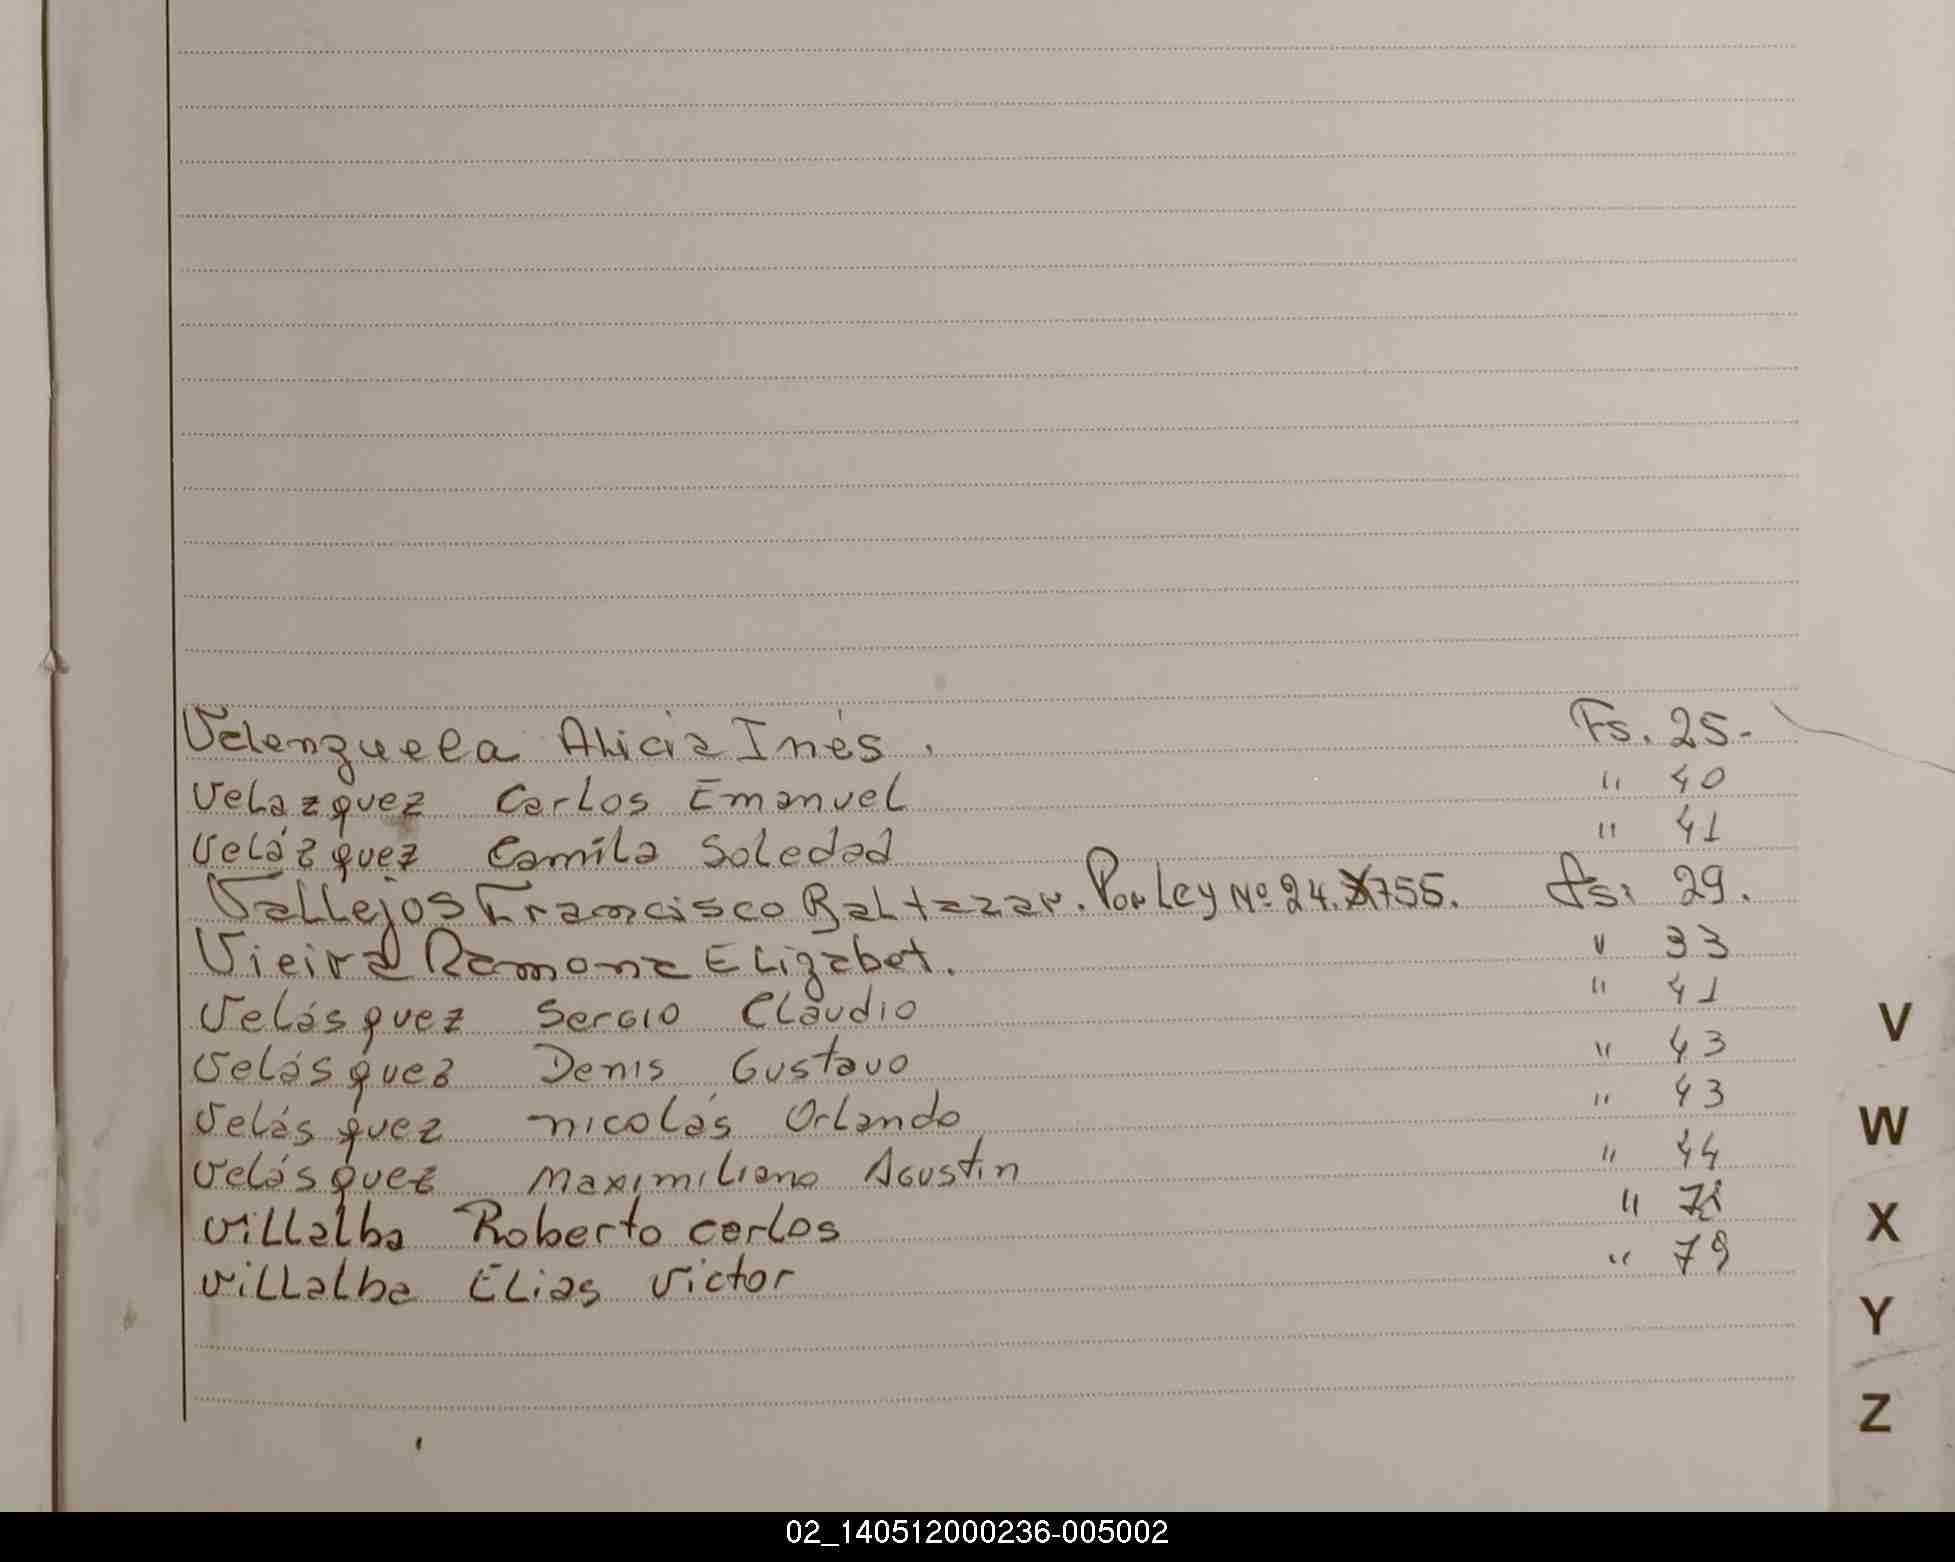 Valenzuela Alicia Inés. Fs. 25.-
Velazquez Carlos Emanuel " 40
Velázquez Camila Soledad " 41
Vallejos Francisco Baltazar. Por Ley Nº 24.755. fs. 29.
Vieira Ramona Elizabet. " 33
Velásquez Sergio Claudio " 41
Velásquez Denis Gustavo " 43
Velásquez nicolás Orlando " 43
Velásquez Maximiliano Agustín " 44
Villalba Roberto carlos "
Villalba Elias Victor " 79
V
W
X
Y
Z
02_140512000236-005002